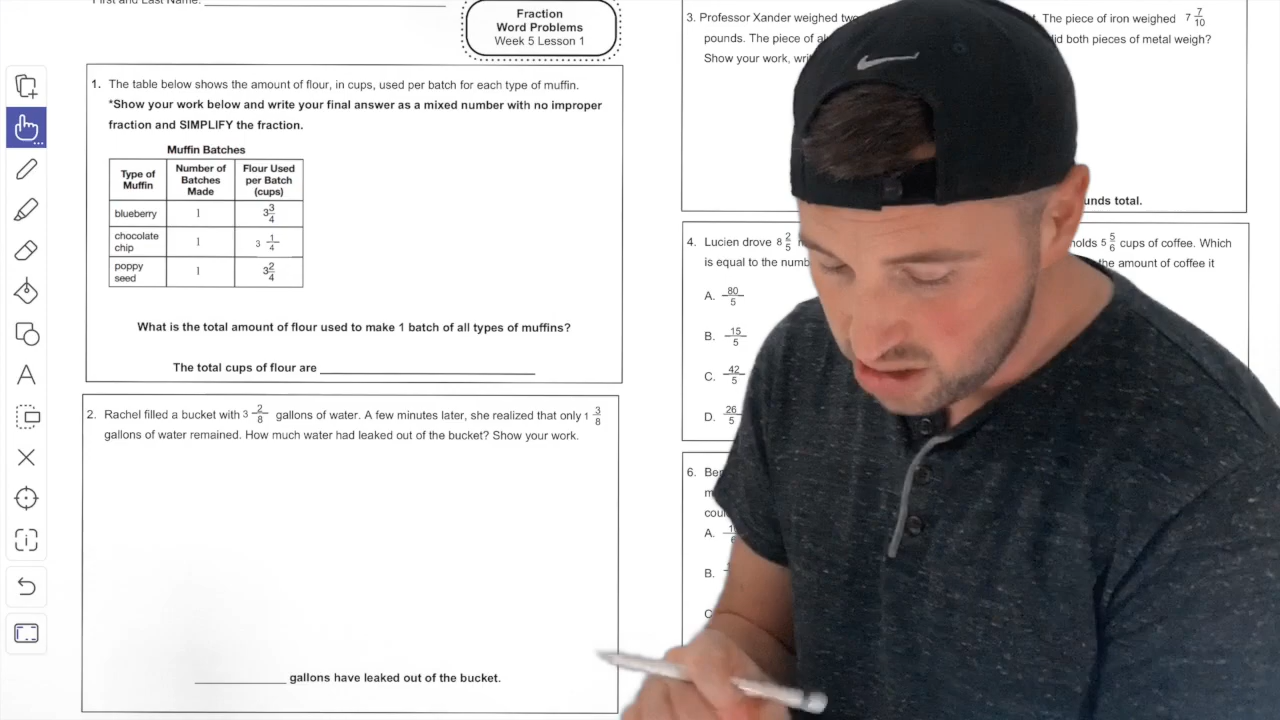 First and Last Name:
Fraction
Word Problems
Week 5 Lesson 1
1. The table below shows the amount of flour, in cups, used per batch for each type of muffin.
*Show your work below and write your final answer as a mixed number with no improper
fraction and SIMPLIFY the fraction.
Muffin Batches
Type of Muffin Number of Batches Made Flour Used per Batch (cups)
blueberry 1 3 3/4
chocolate chip 1 3 1/4
poppy seed 1 3 2/4
What is the total amount of flour used to make 1 batch of all types of muffins?
The total cups of flour are
2. Rachel filled a bucket with 3 2/8 gallons of water. A few minutes later, she realized that only 1 3/8
gallons of water remained. How much water had leaked out of the bucket? Show your work.
gallons have leaked out of the bucket.
3. Professor Xander weighed The piece of iron weighed 7 7/10
pounds. The piece of did both pieces of metal weigh?
Show your work,
total.
4. Lucien drove 8 2/5 holds 5 5/6 cups of coffee. Which
is equal to the the amount of coffee it
A. 80/5
B. 15/5
C. 42/5
D. 26/5
6.
A.
B.
C